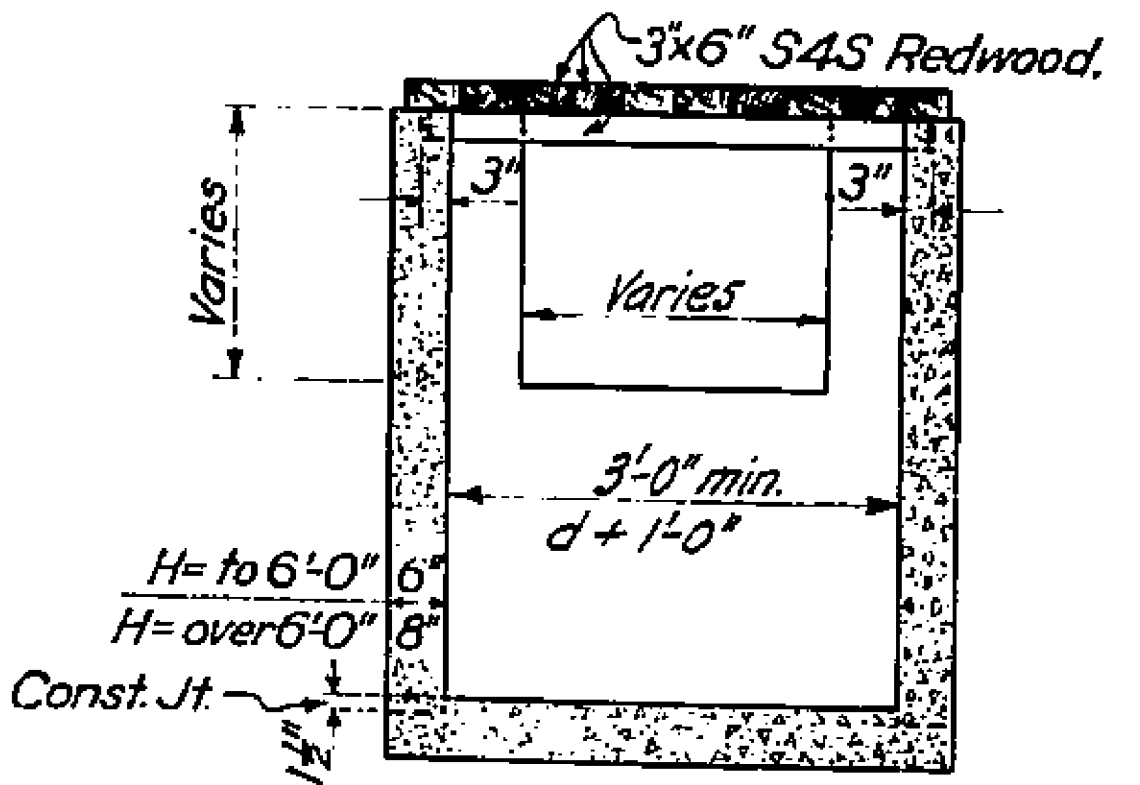 3"x6" S4S Redwood.
3"
3"
Varies
Varies
3'-0" min.
d + 1'-0"
H= to 6'-0" 6"
H= over 6'-0" 8"
Const. Jt.
1½"